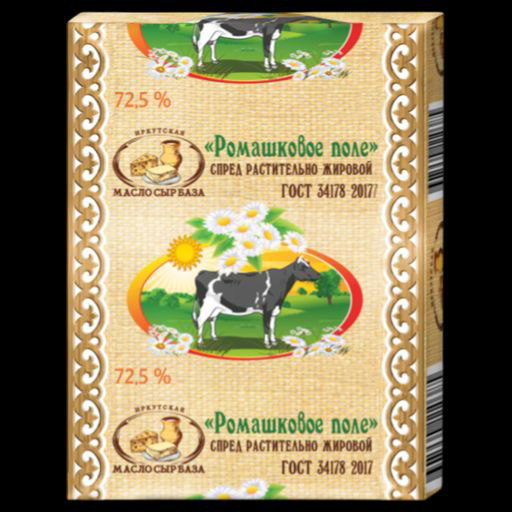 72,5 %
ИРКУТСКАЯ
МАСЛОСЫРБАЗА
«Ромашковое поле»
СПРЕД РАСТИТЕЛЬНО ЖИРОВОЙ
ГОСТ 34178-2017
72,5 %
ИРКУТСКАЯ
МАСЛОСЫРБАЗА
«Ромашковое поле»
СПРЕД РАСТИТЕЛЬНО ЖИРОВОЙ
ГОСТ 34178-2017